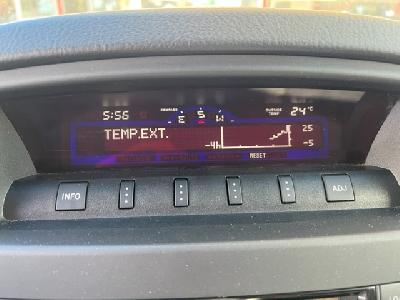 5:56 OUTSIDE TEMP 24°C
E S W
TEMP.EXT. 25
-4h -5
RESET
INFO ADJ